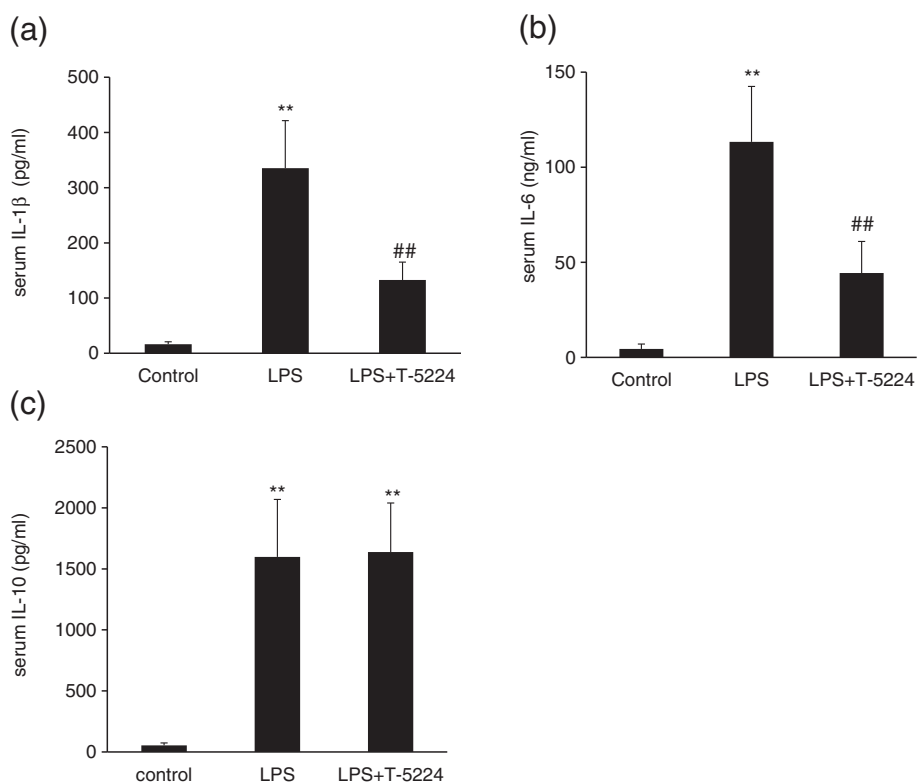 (a)
serum IL-1β (pg/ml)
500
400
300
200
100
0
**
##
Control LPS LPS+T-5224
(b)
serum IL-6 (ng/ml)
150
100
50
0
**
##
Control LPS LPS+T-5224
(c)
serum IL-10 (pg/ml)
2500
2000
1500
1000
500
0
**
**
control LPS LPS+T-5224